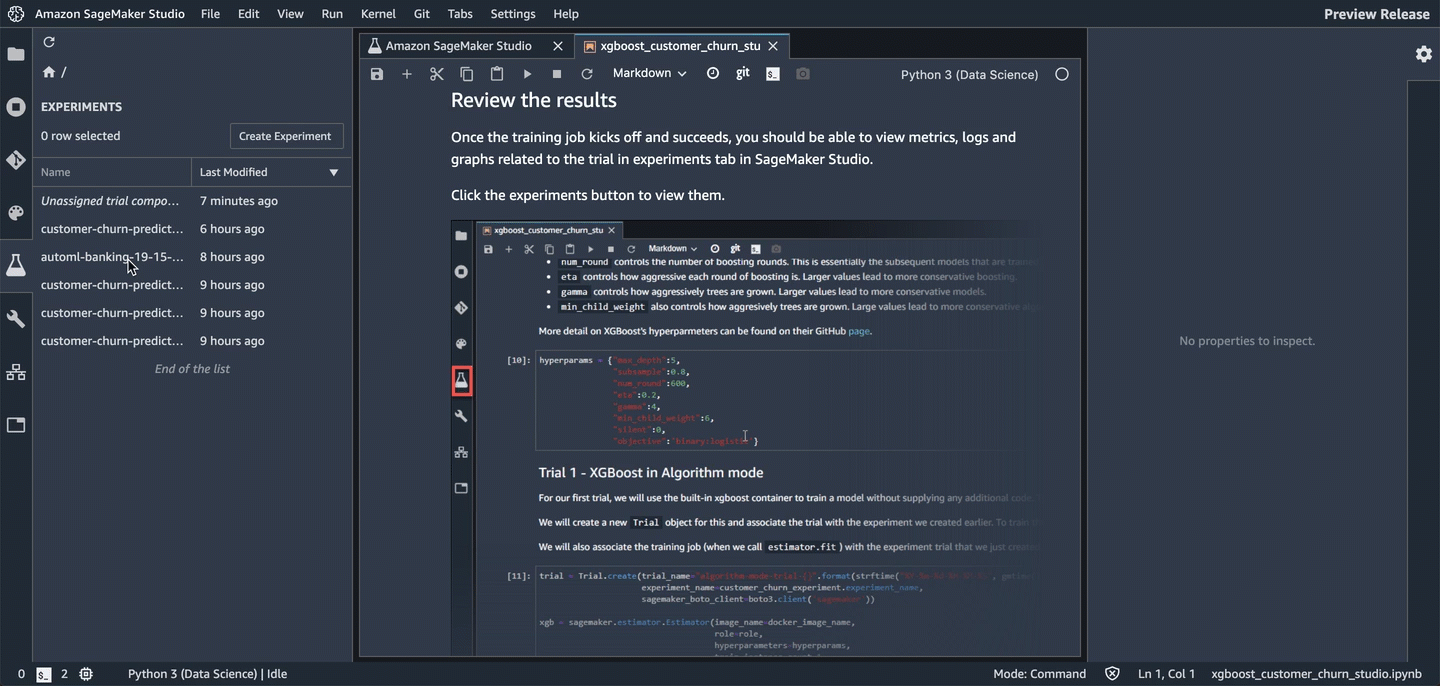 Amazon SageMaker Studio File Edit View Run Kernel Git Tabs Settings Help Preview Release
/
EXPERIMENTS
0 row selected Create Experiment
Name Last Modified
Unassigned trial compo... 7 minutes ago
customer-churn-predict... 6 hours ago
automl-banking-19-15-... 8 hours ago
customer-churn-predict... 9 hours ago
customer-churn-predict... 9 hours ago
customer-churn-predict... 9 hours ago
End of the list
Amazon SageMaker Studio xgboost_customer_churn_stu
Markdown git Python 3 (Data Science)
Review the results
Once the training job kicks off and succeeds, you should be able to view metrics, logs and
graphs related to the trial in experiments tab in SageMaker Studio.
Click the experiments button to view them.
xgboost_customer_churn_stu
Markdown git
num_round controls the number of boosting rounds. This is essentially the subsequent models that are
eta controls how aggressive each round of boosting is. Larger values lead to more conservative boosting.
gamma controls how aggressively trees are grown. Larger values lead to more conservative models.
min_child_weight also controls how aggresively trees are grown. Large values lead to a more conservative
More detail on XGBoost's hyperparmeters can be found on their GitHub page.
[10]: hyperparams = {"max_depth":5,
"subsample":0.8,
"num_round":600,
"eta":0.2,
"gamma":4,
"min_child_weight":6,
"silent":0,
"objective":"binary:logistic"}
Trial 1 - XGBoost in Algorithm mode
For our first trial, we will use the built-in xgboost container to train a model without supplying any additional code.
We will create a new Trial object for this and associate the trial with the experiment we created earlier. To train
We will also associate the training job (when we call estimator.fit ) with the experiment trial that we just created
[11]: trial = Trial.create(trial_name="algorithm-mode-trial-{}".format(strftime(
experiment_name=customer_churn_experiment.experiment_name,
sagemaker_boto_client=boto3.client('sagemaker'))
xgb = sagemaker.estimator.Estimator(image_name=docker_image_name,
role=role,
hyperparameters=hyperparams,
No properties to inspect.
0 2 Python 3 (Data Science) | Idle Mode: Command Ln 1, Col 1 xgboost_customer_churn_studio.ipynb